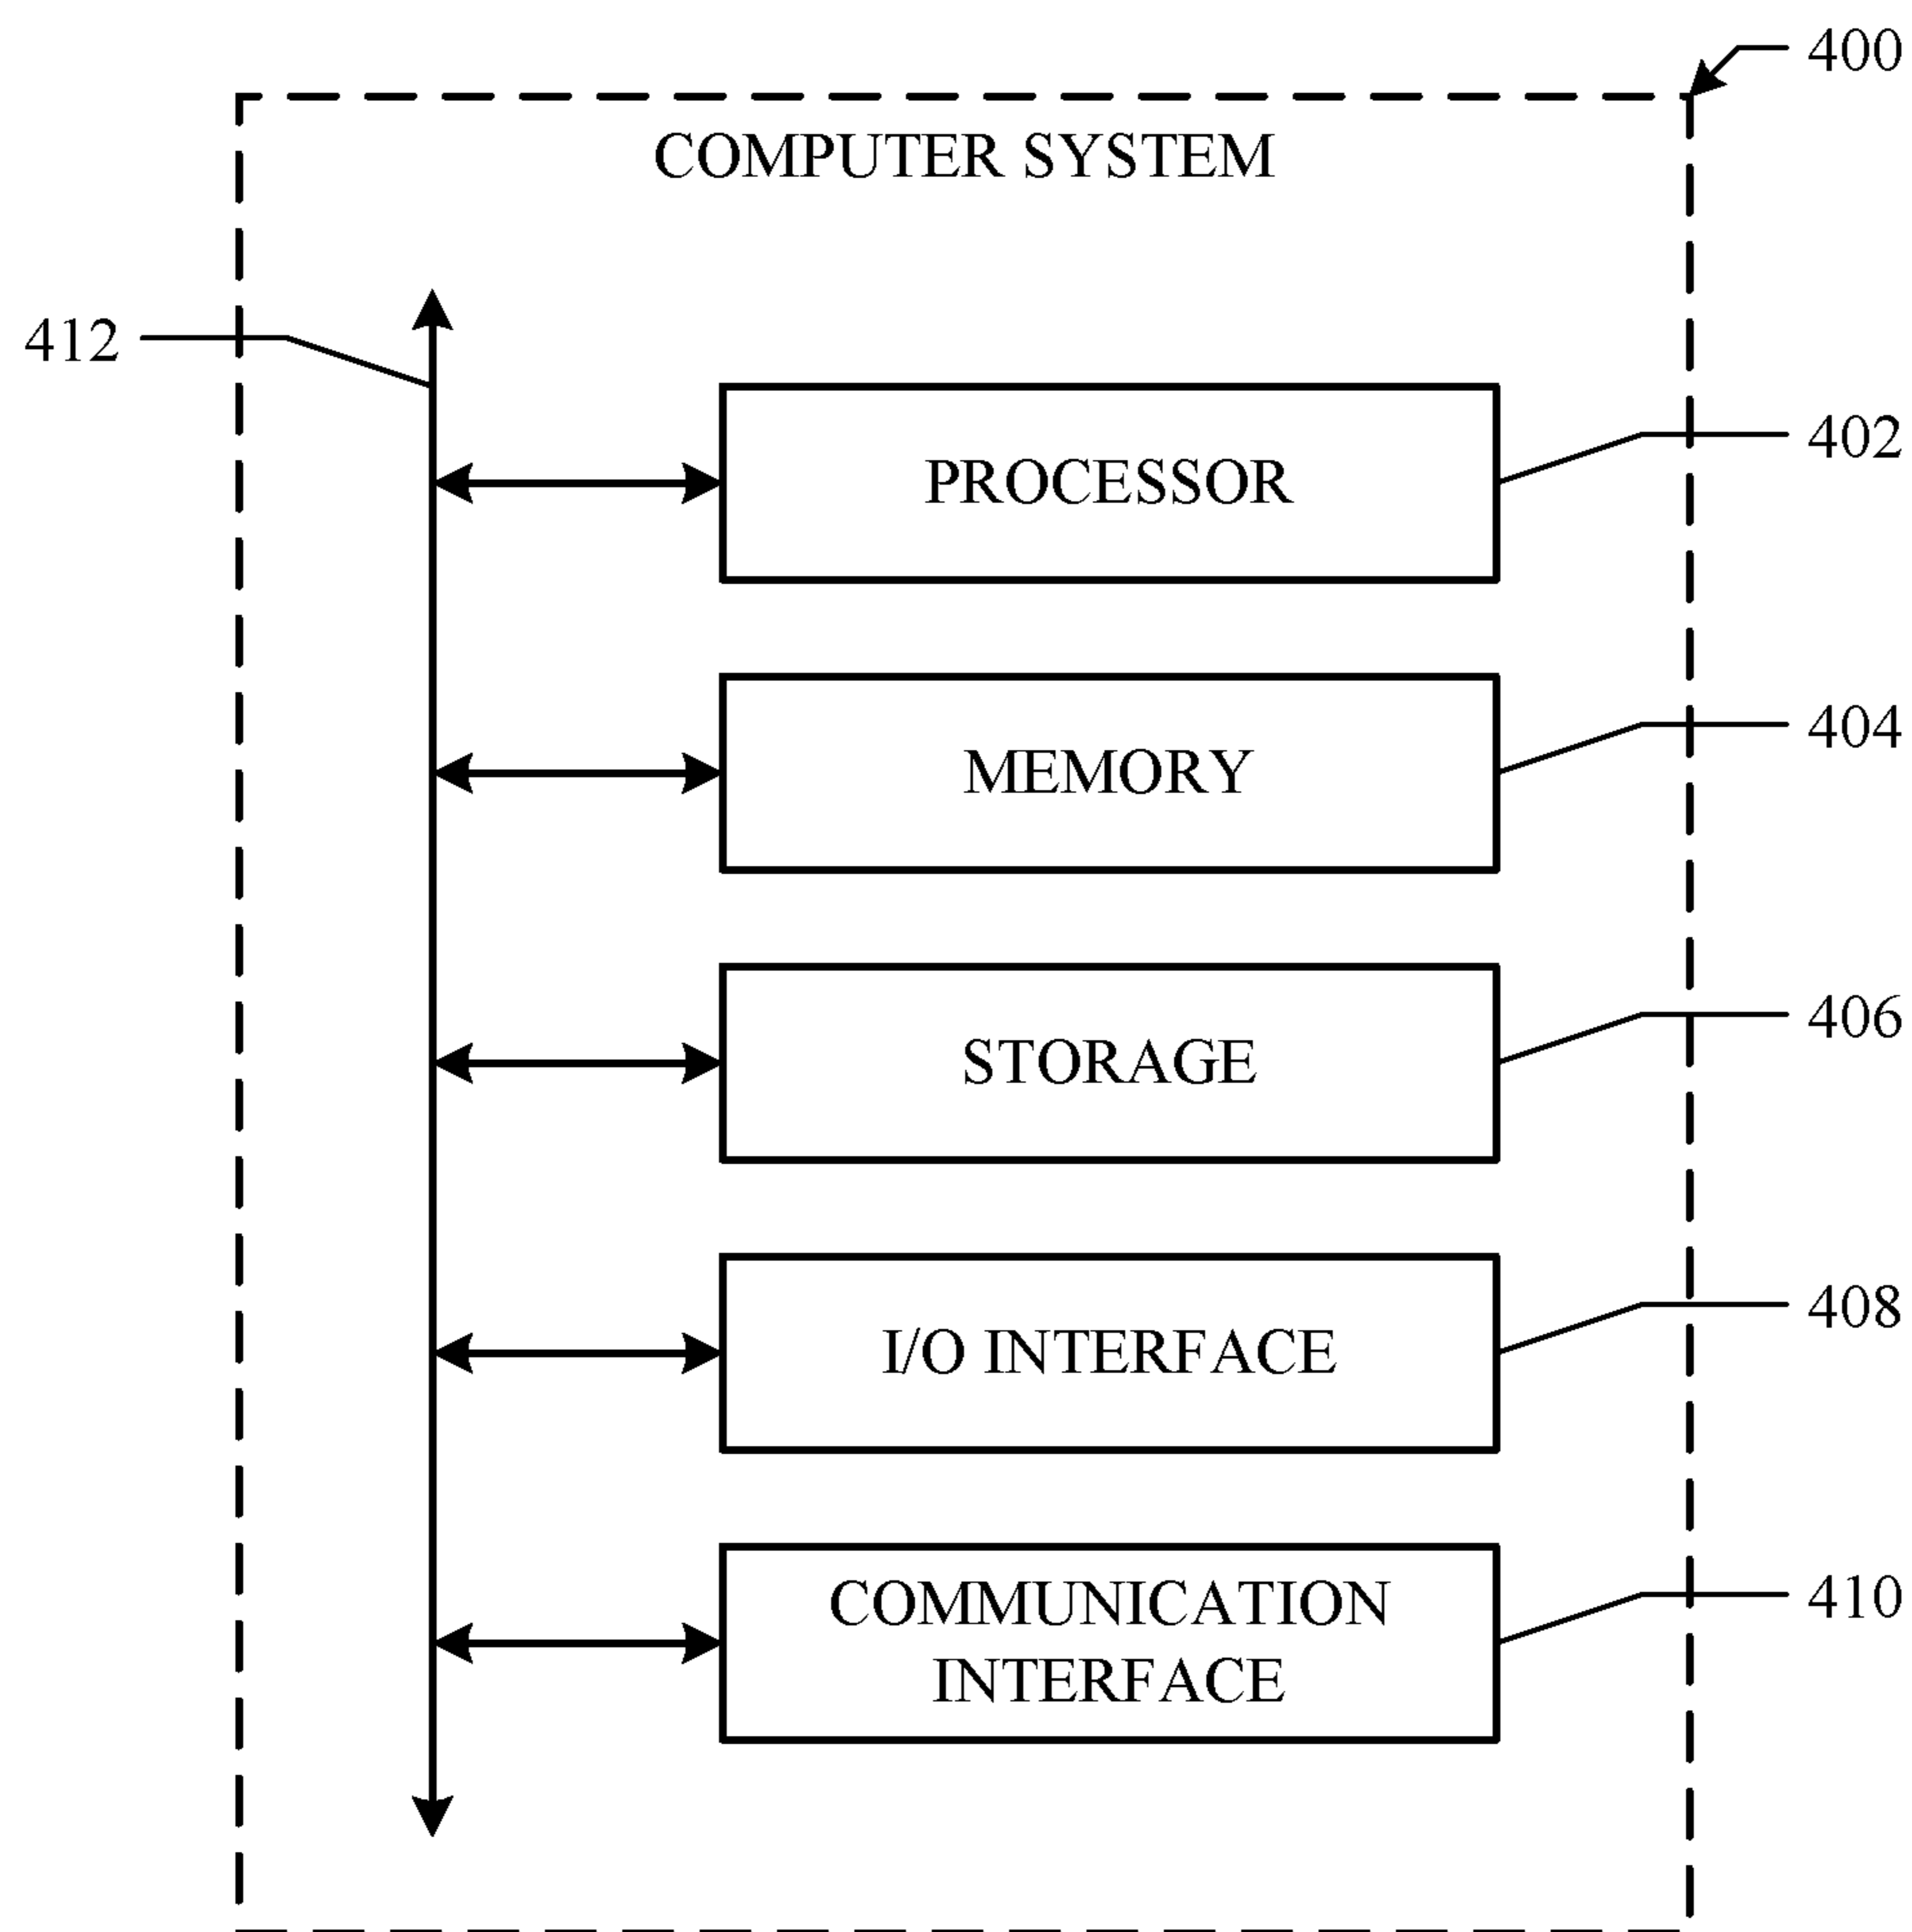 400
COMPUTER SYSTEM
412
PROCESSOR
402
MEMORY
404
STORAGE
406
I/O INTERFACE
408
COMMUNICATION
INTERFACE
410